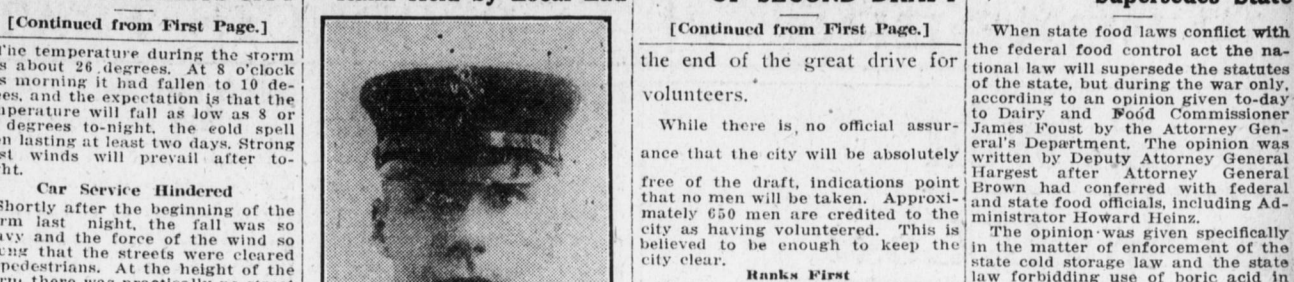 [Continued from First Page.]
temperature during the storm
about 26 degrees. At 8 o'clock
morning it had fallen to 10 de-
and the expectation is that the
will fall as low as 8 or
degrees to-night, the cold spell
lasting at least two days. Strong
winds will prevail after to-
Car Service Hindered
Shortly after the beginning of the
last night, the fall was so
and the force of the wind so
that the streets were cleared
pedestrians. At the height of the
[Continued from First Page.]
the end of the great drive for
volunteers.
While there is, no official assur-
ance that the city will be absolutely
free of the draft, indications point
that no men will be taken. Approxi-
mately 650 men are credited to the
city as having volunteered. This is
believed to be enough to keep the
city clear.
Ranks First
Supersedes State
When state food laws conflict with
the federal food control act the na-
tional law will supersede the statutes
of the state, but during the war only,
according to an opinion given to-day
to Dairy and Food Commissioner
James Foust by the Attorney Gen-
eral's Department. The opinion was
written by Deputy Attorney General
Hargest after Attorney General
Brown had conferred with federal
and state food officials, including Ad-
ministrator Howard Heinz.
The opinion was given specifically
in the matter of enforcement of the
state cold storage law and the state
law forbidding use of boric acid in